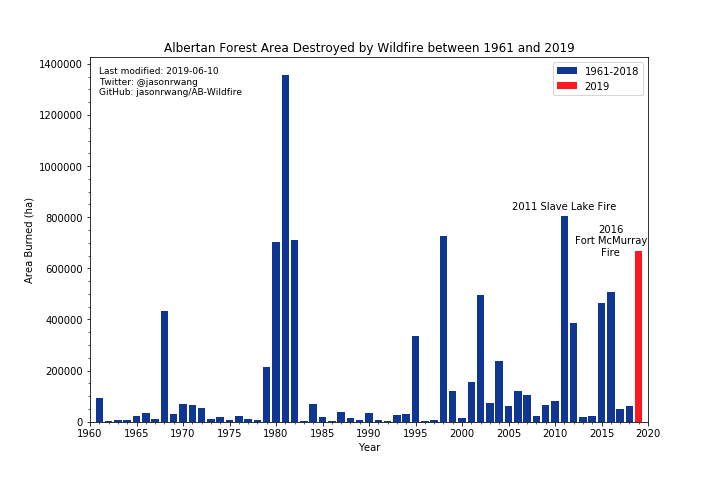 Albertan Forest Area Destroyed by Wildfire between 1961 and 2019
Last modified: 2019-06-10
Twitter: @jasonrwang
GitHub: jasonrwang/AB-Wildfire
1961-2018
2019
2011 Slave Lake Fire
2016
Fort McMurray
Fire
Area Burned (ha)
1400000
1200000
1000000
800000
600000
400000
200000
0
1960 1965 1970 1975 1980 1985 1990 1995 2000 2005 2010 2015 2020
Year